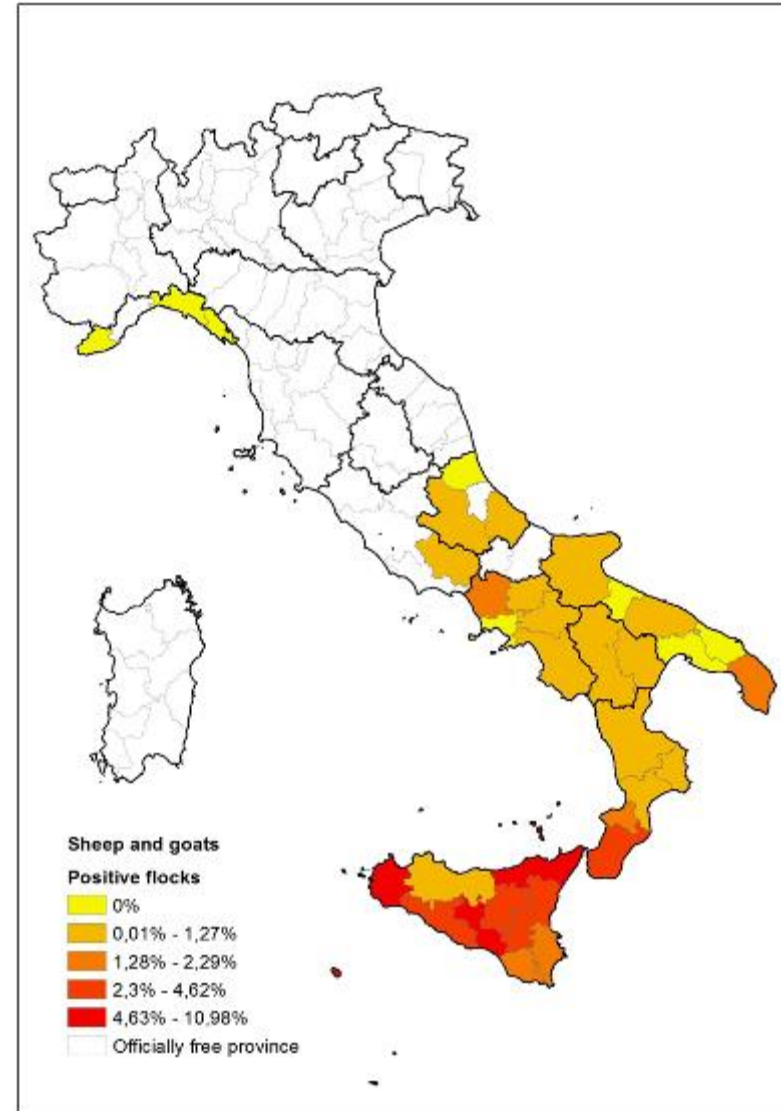 Sheep and goats
Positive flocks
0%
0,01% - 1,27%
1,28% - 2,29%
2,3% - 4,62%
4,63% - 10,98%
Officially free province